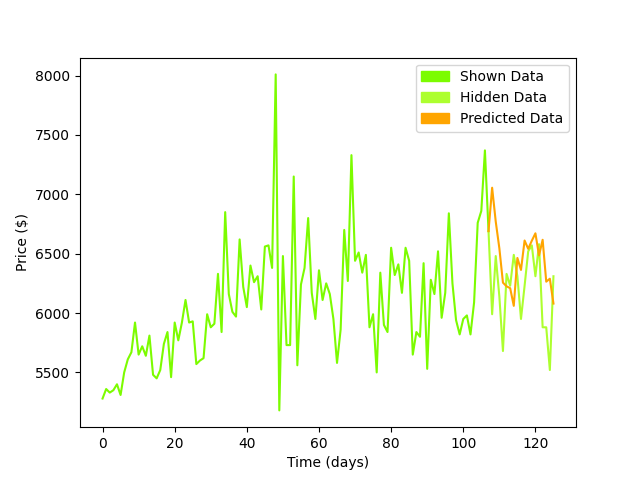 8000
7500
7000
6500
6000
5500
Price ($)
0 20 40 60 80 100 120
Time (days)
Shown Data
Hidden Data
Predicted Data